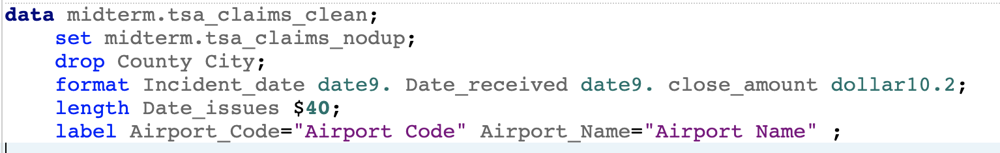 data midterm.tsa_claims_clean;
set midterm.tsa_claims_nodup;
drop County City;
format Incident_date date9. Date_received date9. close_amount dollar10.2;
length Date_issues $40;
label Airport_Code="Airport Code" Airport_Name="Airport Name" ;